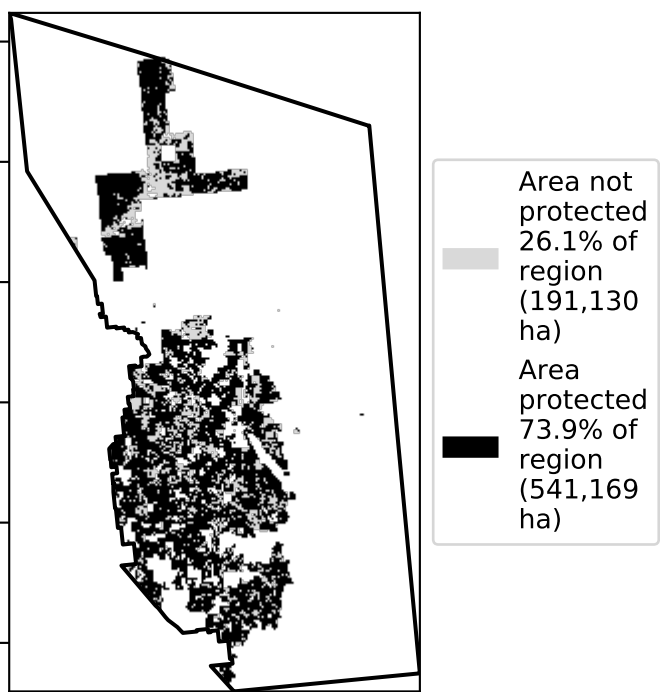 Area not
protected
26.1% of
region
(191,130
ha)
Area
protected
73.9% of
region
(541,169
ha)